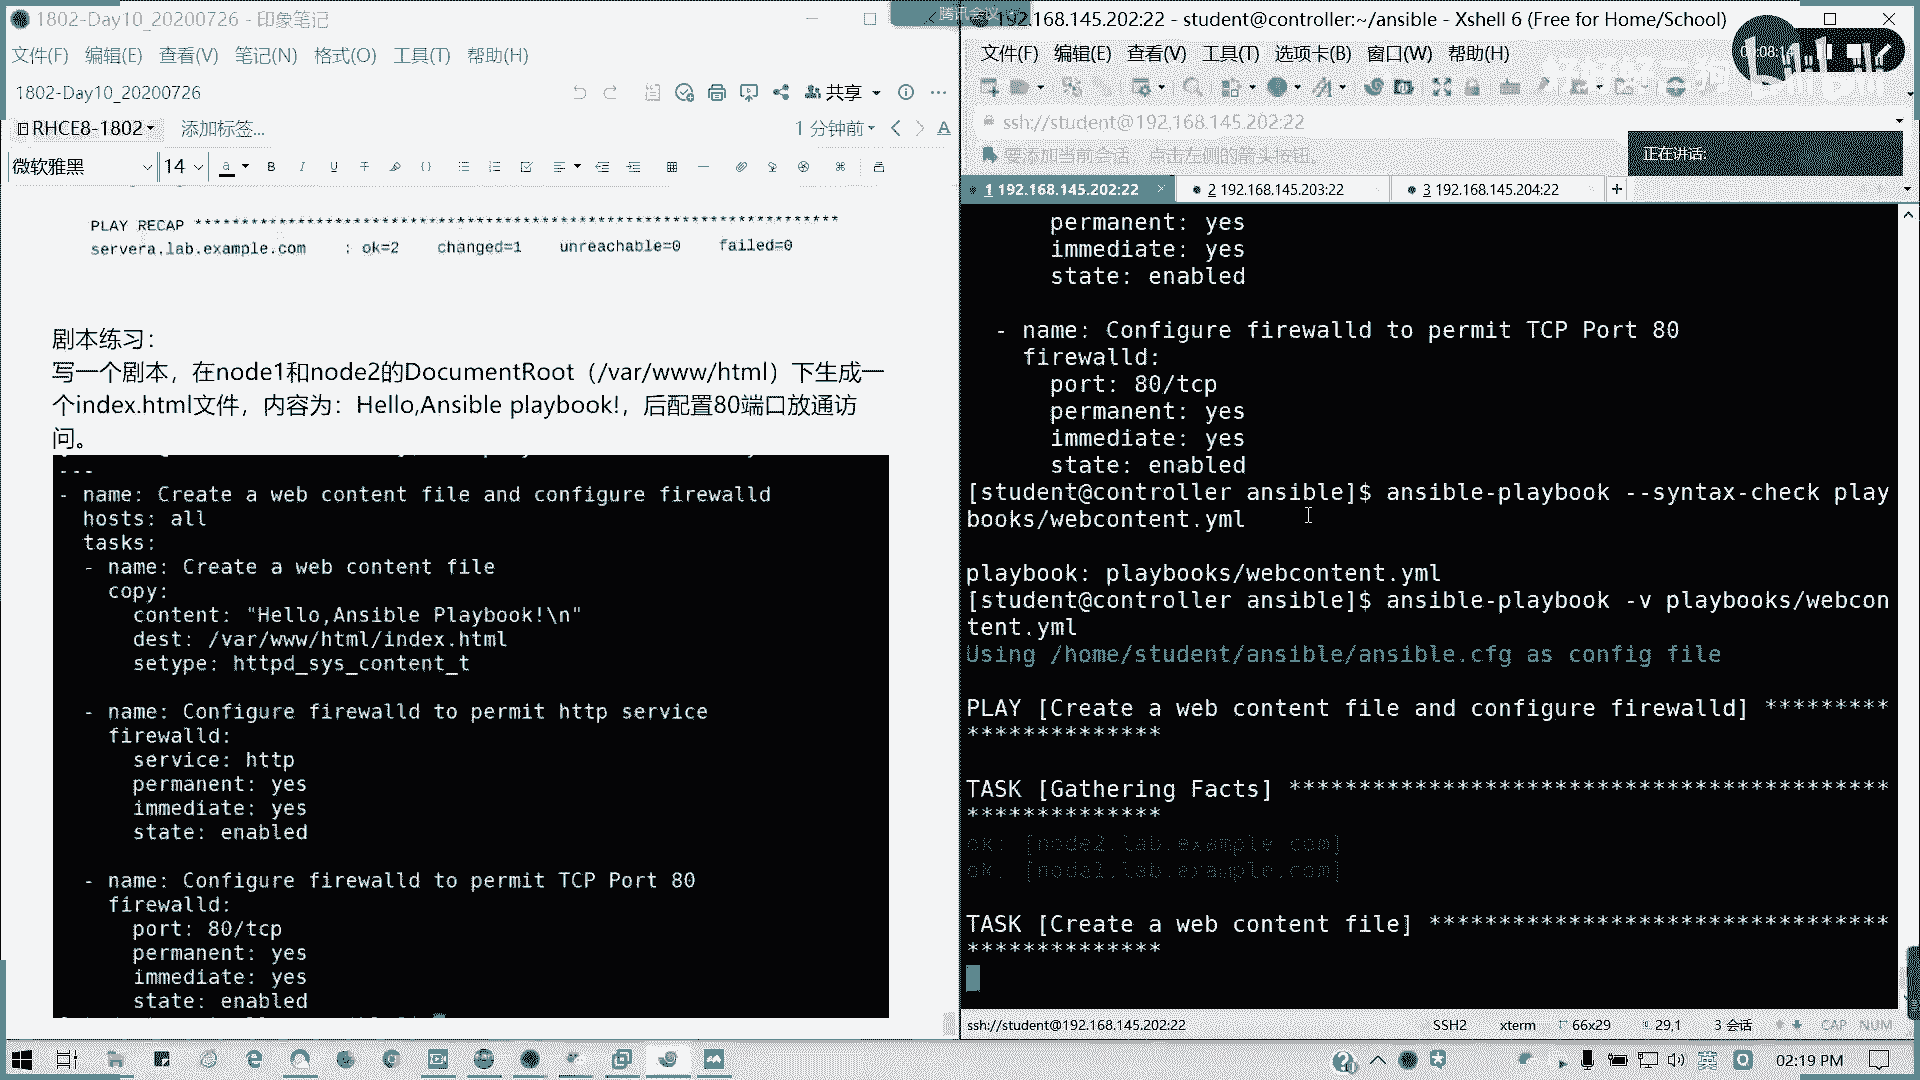 1802-Day10_20200726 - 印象笔记
文件(F) 编辑(E) 查看(V) 笔记(N) 格式(O) 工具(T) 帮助(H)
1802-Day10_20200726
共享
RHCE8-1802 添加标签...
1 分钟前
微软雅黑 14
PLAY RECAP *********************************************************************
servera.lab.example.com : ok=2 changed=1 unreachable=0 failed=0
剧本练习：
写一个剧本，在node1和node2的DocumentRoot（/var/www/html）下生成一
个index.html文件，内容为：Hello,Ansible playbook!，后配置80端口放通访
问。
---
- name: Create a web content file and configure firewalld
hosts: all
tasks:
- name: Create a web content file
copy:
content: "Hello,Ansible Playbook!\n"
dest: /var/www/html/index.html
setype: httpd_sys_content_t
- name: Configure firewalld to permit http service
firewalld:
service: http
permanent: yes
immediate: yes
state: enabled
- name: Configure firewalld to permit TCP Port 80
firewalld:
port: 80/tcp
permanent: yes
immediate: yes
state: enabled
腾讯会议
192.168.145.202:22 - student@controller:~/ansible - Xshell 6 (Free for Home/School)
文件(F) 编辑(E) 查看(V) 工具(T) 选项卡(B) 窗口(W) 帮助(H)
ssh://student@192.168.145.202:22
要添加当前会话，点击左侧的箭头按钮。
正在讲话:
1 192.168.145.202:22
2 192.168.145.203:22
3 192.168.145.204:22
permanent: yes
immediate: yes
state: enabled
- name: Configure firewalld to permit TCP Port 80
firewalld:
port: 80/tcp
permanent: yes
immediate: yes
state: enabled
[student@controller ansible]$ ansible-playbook --syntax-check play
books/webcontent.yml
playbook: playbooks/webcontent.yml
[student@controller ansible]$ ansible-playbook -v playbooks/webcon
tent.yml
Using /home/student/ansible/ansible.cfg as config file
PLAY [Create a web content file and configure firewalld] *********
**************
TASK [Gathering Facts] *******************************************
**************
ok: [node2.lab.example.com]
ok: [node1.lab.example.com]
TASK [Create a web content file] *********************************
**************
ssh://student@192.168.145.202:22
SSH2 xterm 66x29 29,1 3 会话 CAP NUM
英
02:19 PM